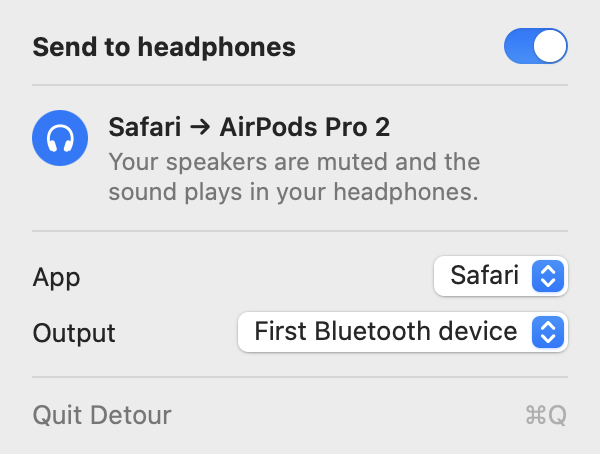 Send to headphones
Safari → AirPods Pro 2
Your speakers are muted and the
sound plays in your headphones.
App
Safari
Output
First Bluetooth device
Quit Detour
⌘Q